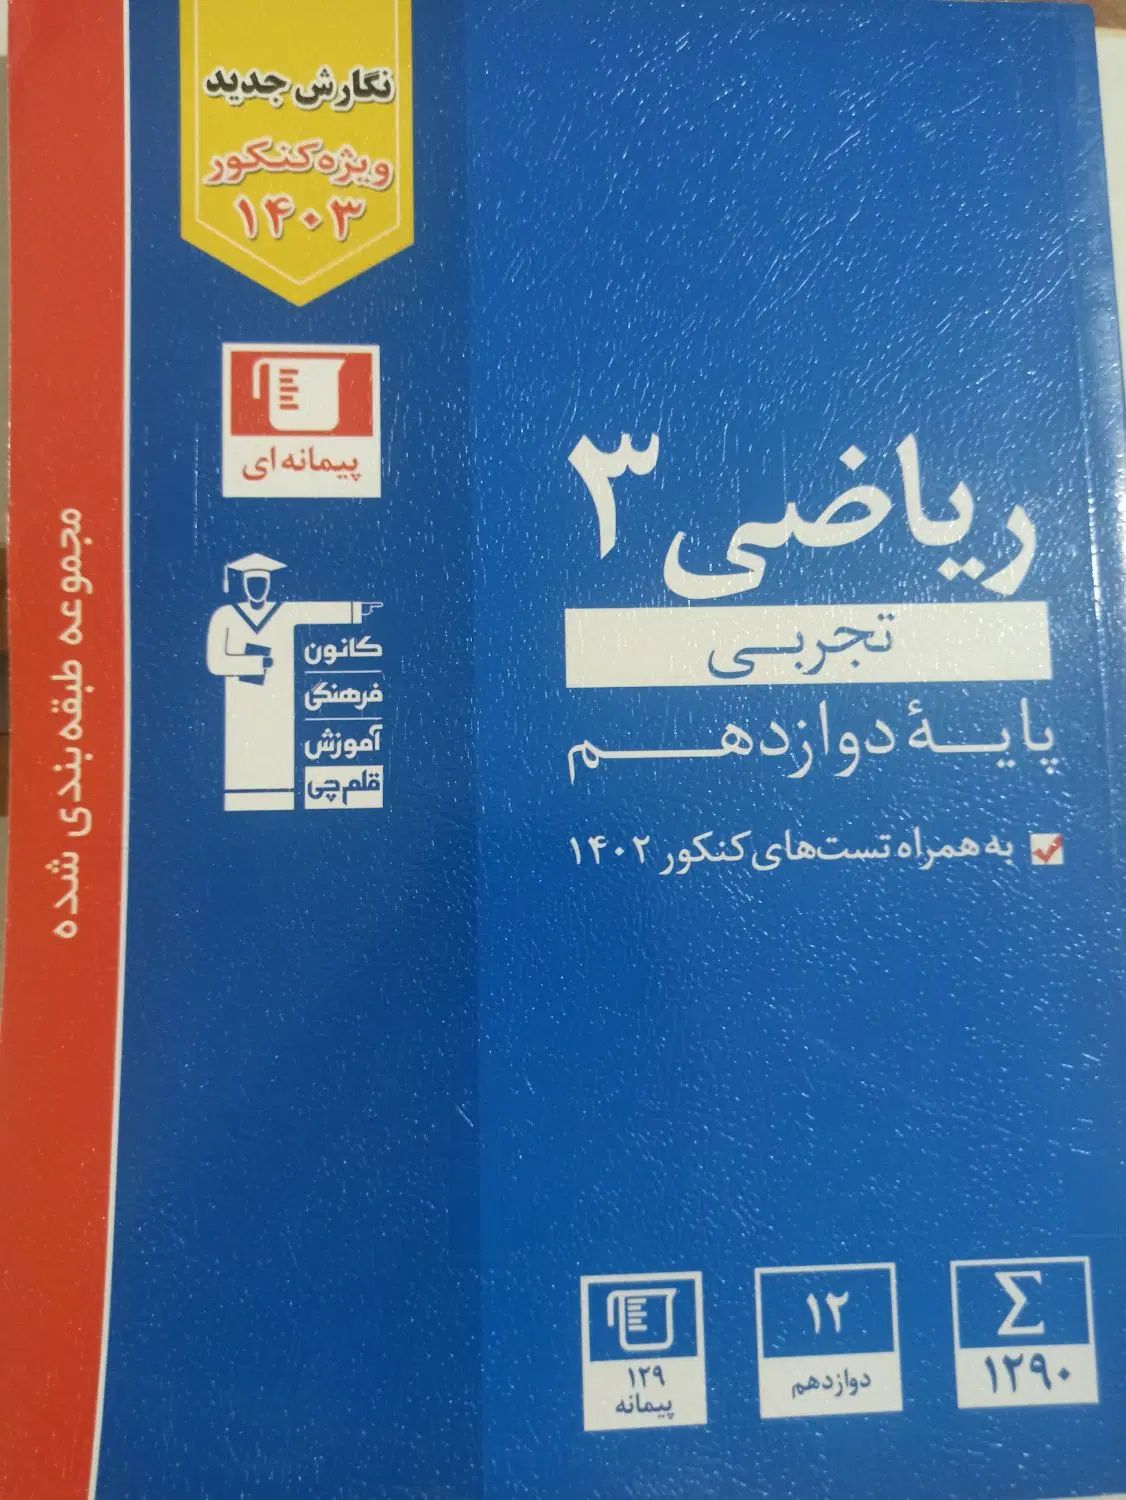 نگارش جدید
ویژه کنکور
۱۴۰۳
پیمانه‌ای
ریاضی ۳
تجربی
پایهٔ دوازدهم
به همراه تست‌های کنکور ۱۴۰۲
کانون
فرهنگی
آموزش
قلم‌چی
مجموعه طبقه‌بندی شده
Σ
۱۲۹۰
۱۲
دوازدهم
۱۲۹
پیمانه